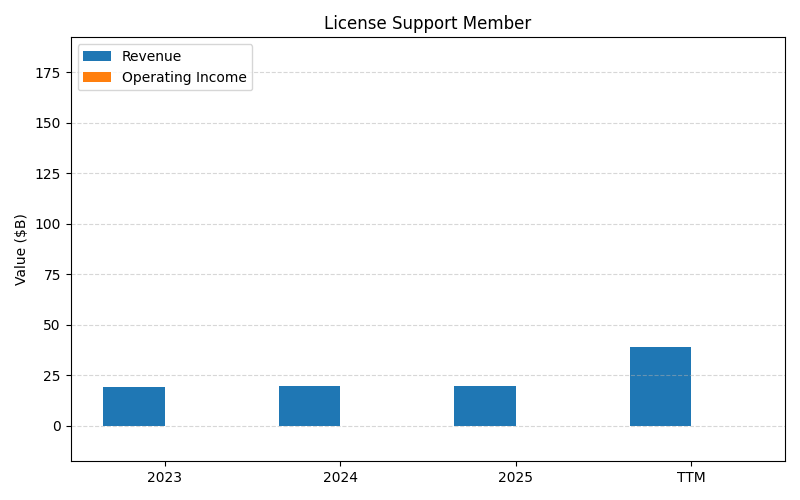 License Support Member
Revenue
Operating Income
175
150
125
100
75
50
25
0
Value ($B)
2023
2024
2025
TTM